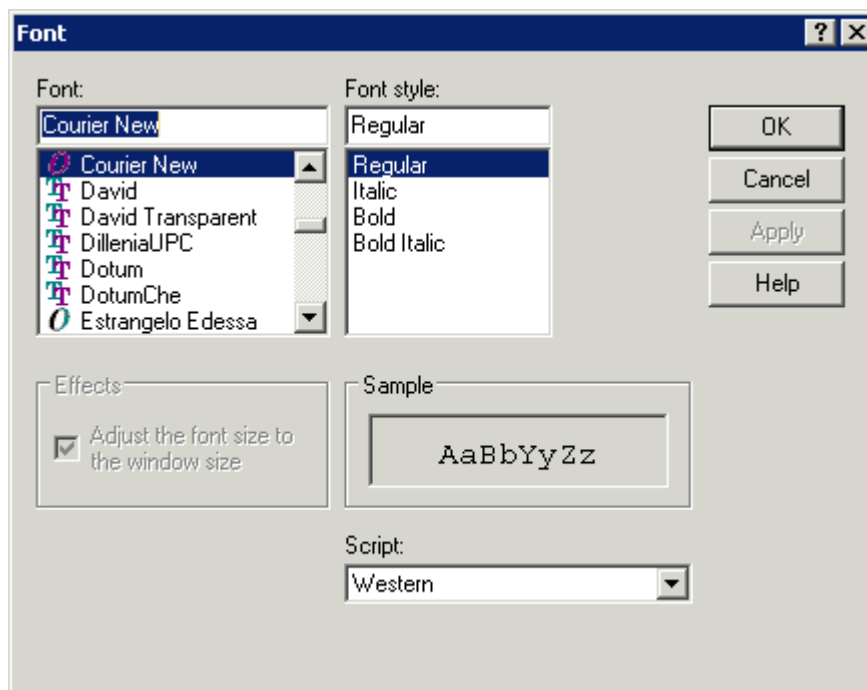 Font
Font:
Courier New
Courier New
David
David Transparent
DilleniaUPC
Dotum
DotumChe
Estrangelo Edessa
Font style:
Regular
Regular
Italic
Bold
Bold Italic
OK
Cancel
Apply
Help
Effects
Adjust the font size to
the window size
Sample
AaBbYyZz
Script:
Western